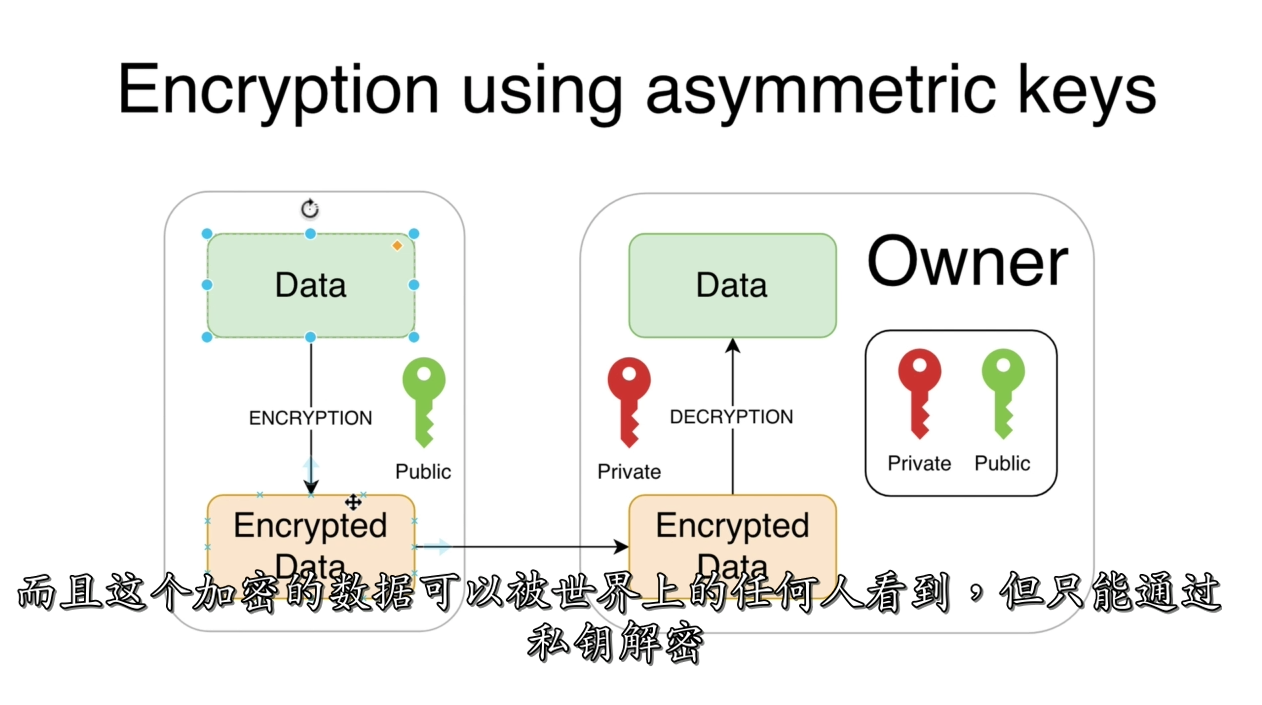 Encryption using asymmetric keys
Data
ENCRYPTION
Public
Encrypted
Data
Owner
Data
Private
DECRYPTION
Encrypted
Data
Private
Public
而且这个加密的数据可以被世界上的任何人看到，但只能通过
私钥解密